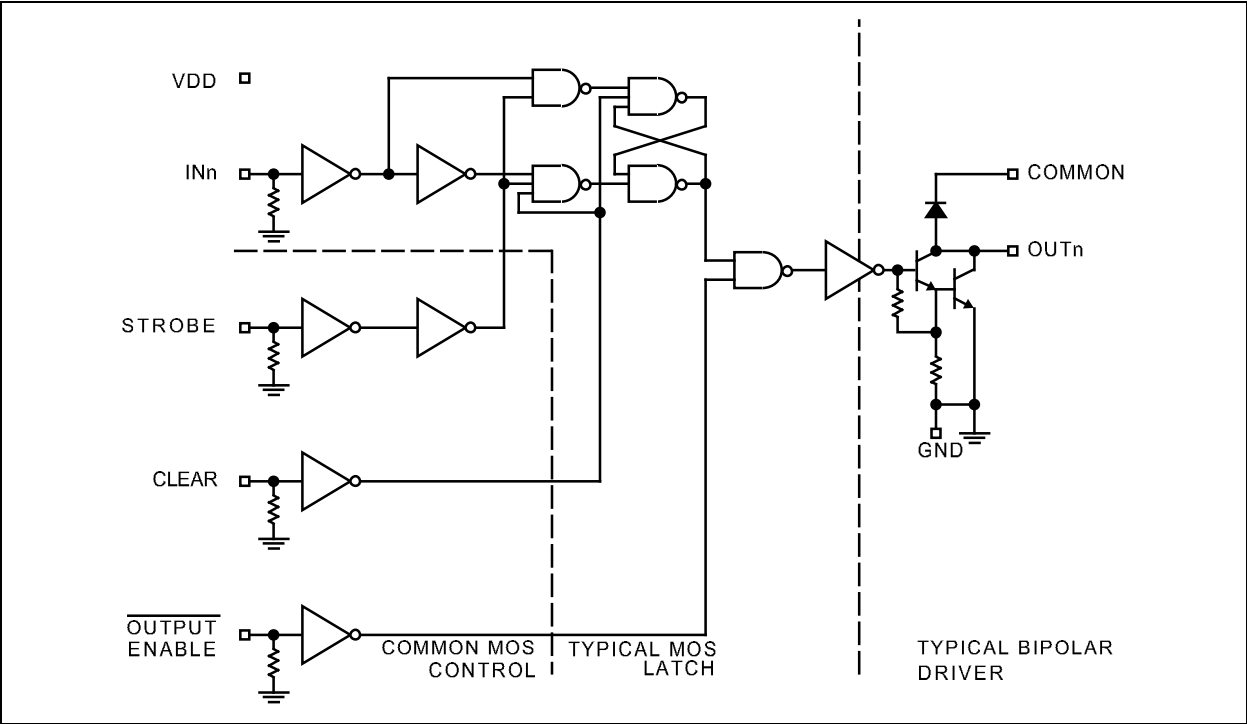 VDD
INn
STROBE
CLEAR
OUTPUT
ENABLE
COMMON MOS
CONTROL
TYPICAL MOS
LATCH
COMMON
OUTn
GND
TYPICAL BIPOLAR
DRIVER